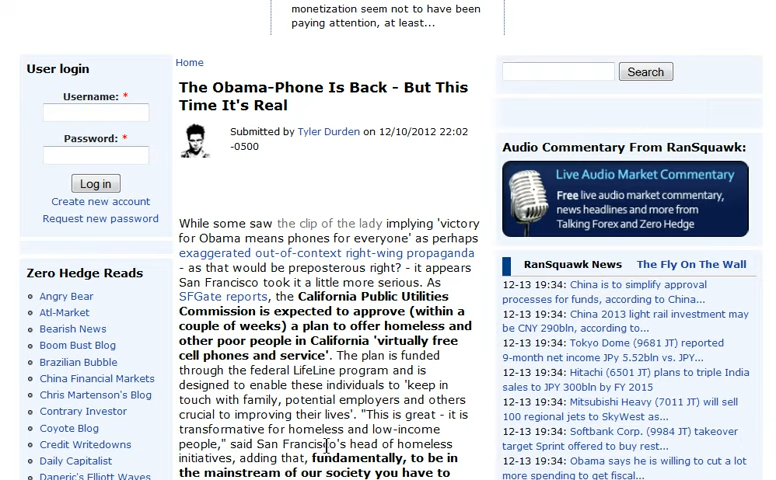 monetization seem not to have been
paying attention, at least...
User login
Username: *
Password: *
Log in
Create new account
Request new password
Zero Hedge Reads
Angry Bear
Atl-Market
Bearish News
Boom Bust Blog
Brazilian Bubble
China Financial Markets
Chris Martenson's Blog
Contrary Investor
Coyote Blog
Credit Writedowns
Daily Capitalist
Daneric's Elliott Waves
Home
The Obama-Phone Is Back - But This
Time It's Real
Submitted by Tyler Durden on 12/10/2012 22:02
-0500
While some saw the clip of the lady implying 'victory
for Obama means phones for everyone' as perhaps
exaggerated out-of-context right-wing propaganda
- as that would be preposterous right? - it appears
San Francisco took it a little more serious. As
SFGate reports, the California Public Utilities
Commission is expected to approve (within a
couple of weeks) a plan to offer homeless and
other poor people in California 'virtually free
cell phones and service'. The plan is funded
through the federal LifeLine program and is
designed to enable these individuals to 'keep in
touch with family, potential employers and others
crucial to improving their lives'. "This is great - it is
transformative for homeless and low-income
people," said San Francisco's head of homeless
initiatives, adding that, fundamentally, to be in
the mainstream of our society you have to
Search
Audio Commentary From RanSquawk:
Live Audio Market Commentary
Free live audio market commentary,
news headlines and more from
Talking Forex and Zero Hedge
RanSquawk News The Fly On The Wall
12-13 19:34: China is to simplify approval
processes for funds, according to China...
12-13 19:34: China 2013 light rail investment may
be CNY 290bln, according to...
12-13 19:34: Tokyo Dome (9681 JT) reported
9-month net income JPy 5.52bln vs. JPY...
12-13 19:34: Hitachi (6501 JT) plans to triple India
sales to JPY 300bln by FY 2015
12-13 19:34: Mitsubishi Heavy (7011 JT) will sell
100 regional jets to SkyWest as...
12-13 19:34: Softbank Corp. (9984 JT) takeover
target Sprint offered to buy rest...
12-13 19:34: Obama says he is willing to cut a lot
more spending to get fiscal...